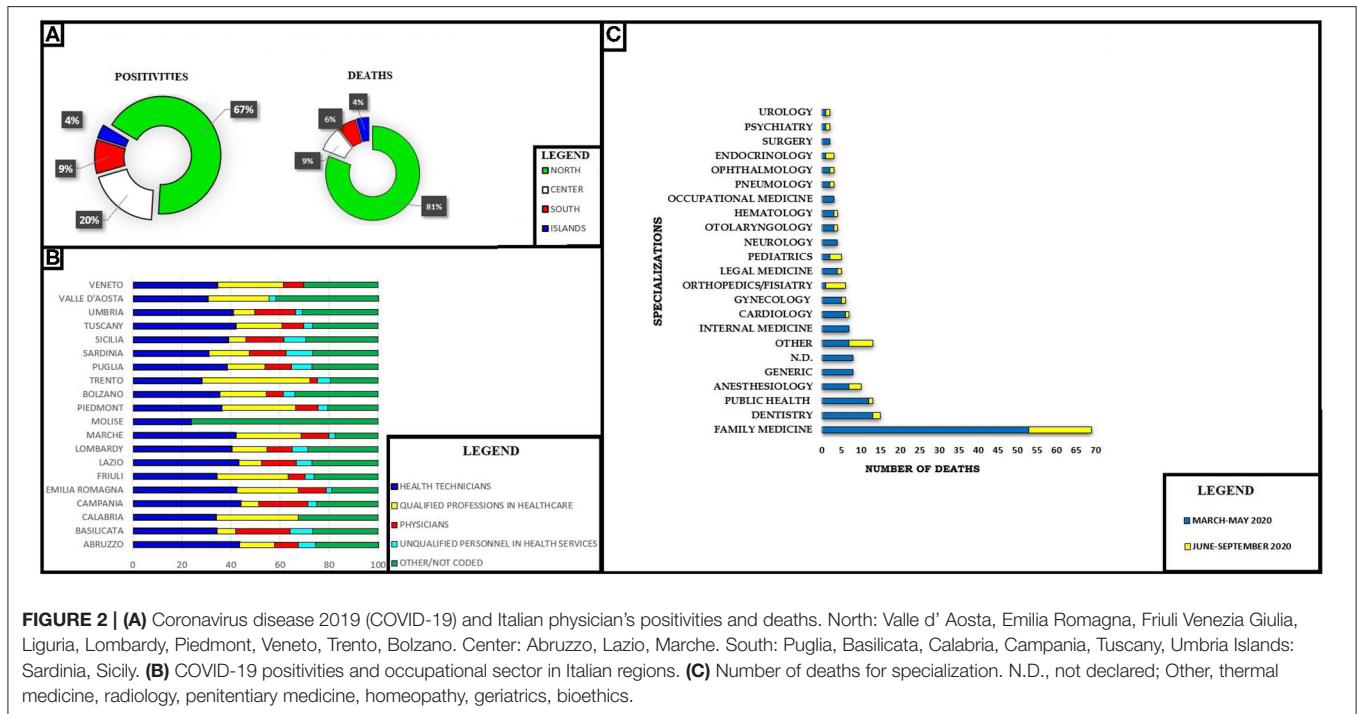 A
POSITIVITIES
DEATHS
67%
4%
9%
20%
4%
6%
9%
81%
LEGEND
NORTH
CENTER
SOUTH
ISLANDS
B
VENETO
VALLE D'AOSTA
UMBRIA
TUSCANY
SICILIA
SARDINIA
PUGLIA
TRENTO
BOLZANO
PIEDMONT
MOLISE
MARCHE
LOMBARDY
LAZIO
FRIULI
EMILIA ROMAGNA
CAMPANIA
CALABRIA
BASILICATA
ABRUZZO
0 20 40 60 80 100
LEGEND
HEALTH TECHNICIANS
QUALIFIED PROFESSIONS IN HEALTHCARE
PHYSICIANS
UNQUALIFIED PERSONNEL IN HEALTH SERVICES
OTHER/NOT CODED
C
SPECIALIZATIONS
UROLOGY
PSYCHIATRY
SURGERY
ENDOCRINOLOGY
OPHTHALMOLOGY
PNEUMOLOGY
OCCUPATIONAL MEDICINE
HEMATOLOGY
OTOLARYNGOLOGY
NEUROLOGY
PEDIATRICS
LEGAL MEDICINE
ORTHOPEDICS/FISIATRY
GYNECOLOGY
CARDIOLOGY
INTERNAL MEDICINE
OTHER
N.D.
GENERIC
ANESTHESIOLOGY
PUBLIC HEALTH
DENTISTRY
FAMILY MEDICINE
0 5 10 15 20 25 30 35 40 45 50 55 60 65 70
NUMBER OF DEATHS
LEGEND
MARCH-MAY 2020
JUNE-SEPTEMBER 2020
FIGURE 2 | (A) Coronavirus disease 2019 (COVID-19) and Italian physician's positivities and deaths. North: Valle d' Aosta, Emilia Romagna, Friuli Venezia Giulia,
Liguria, Lombardy, Piedmont, Veneto, Trento, Bolzano. Center: Abruzzo, Lazio, Marche. South: Puglia, Basilicata, Calabria, Campania, Tuscany, Umbria Islands:
Sardinia, Sicily. (B) COVID-19 positivities and occupational sector in Italian regions. (C) Number of deaths for specialization. N.D., not declared; Other, thermal
medicine, radiology, penitentiary medicine, homeopathy, geriatrics, bioethics.